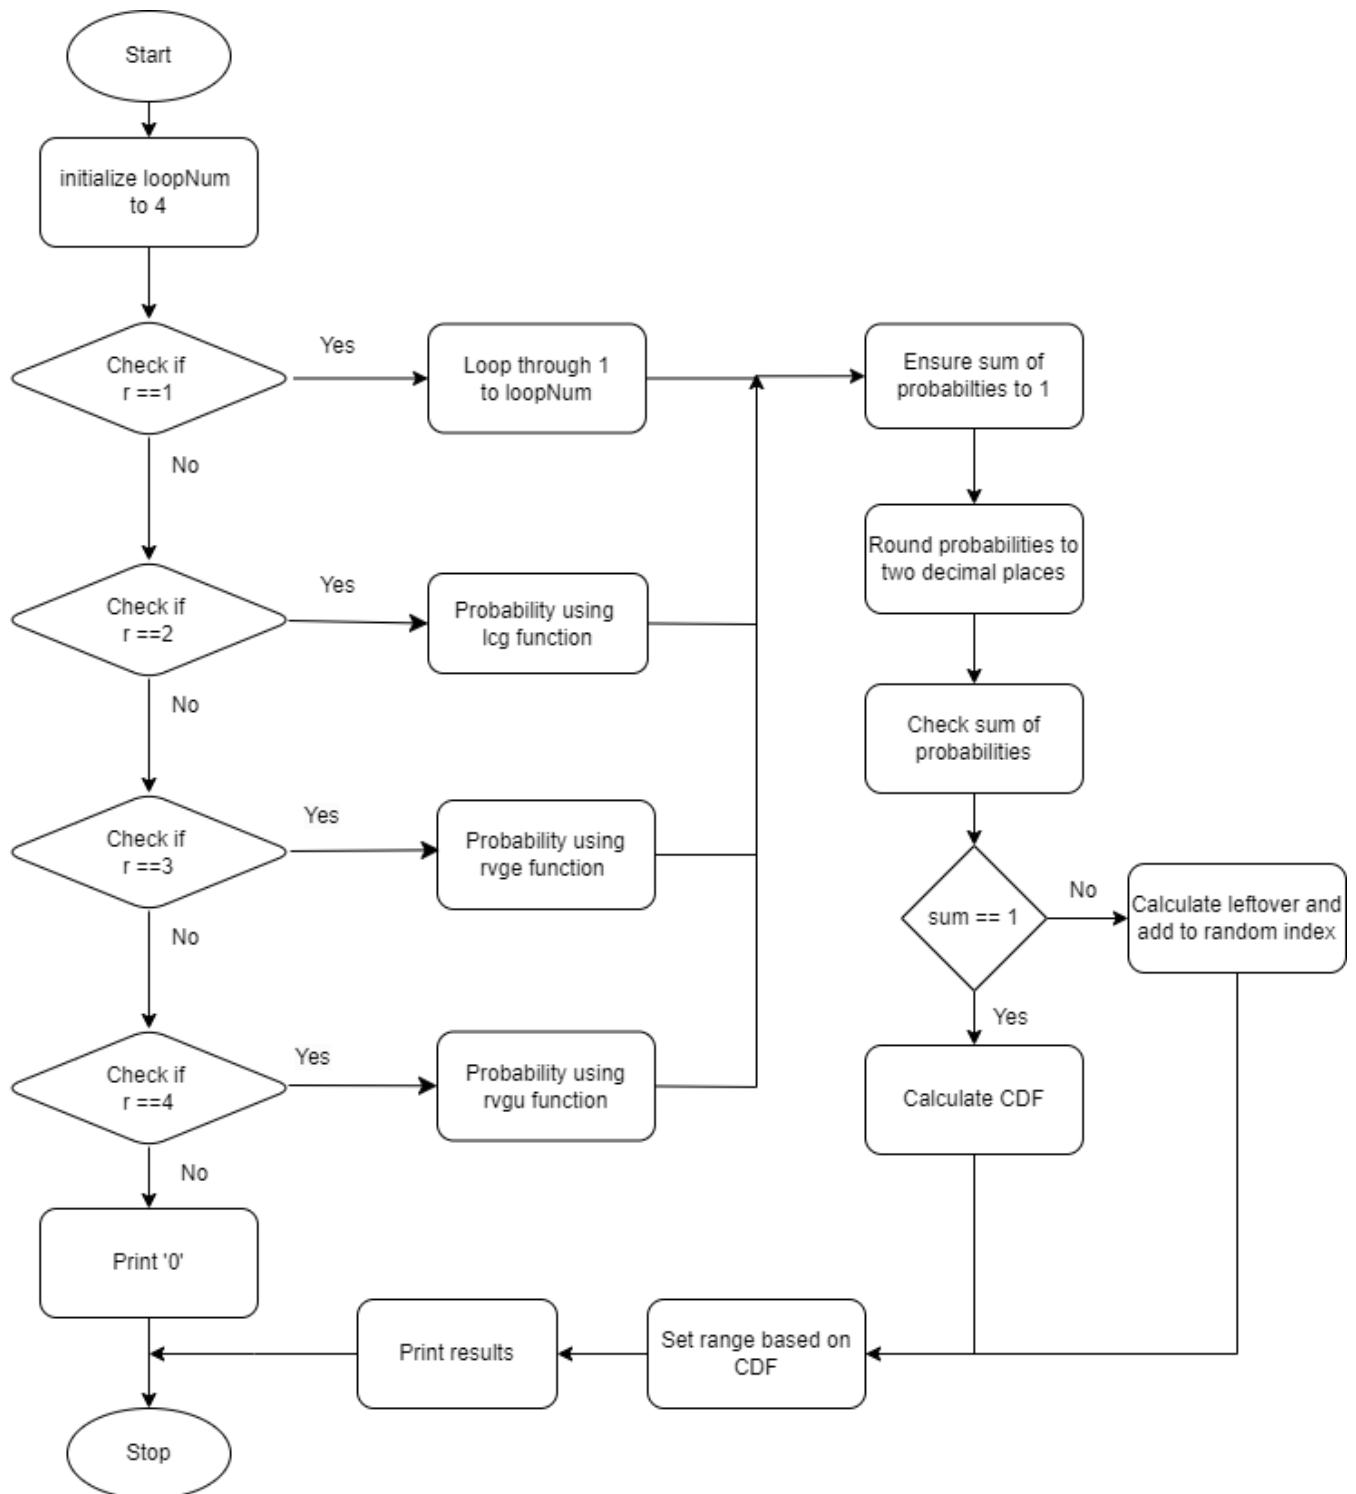 Start
initialize loopNum
to 4
Check if
r ==1
Yes
Loop through 1
to loopNum
Ensure sum of
probabilties to 1
No
Round probabilities to
two decimal places
Check if
r ==2
Yes
Probability using
lcg function
No
Check sum of
probabilities
Check if
r ==3
Yes
Probability using
rvge function
No
sum == 1
No
Calculate leftover and
add to random index
Yes
Check if
r ==4
Yes
Probability using
rvgu function
Calculate CDF
No
Print '0'
Print results
Set range based on
CDF
Stop